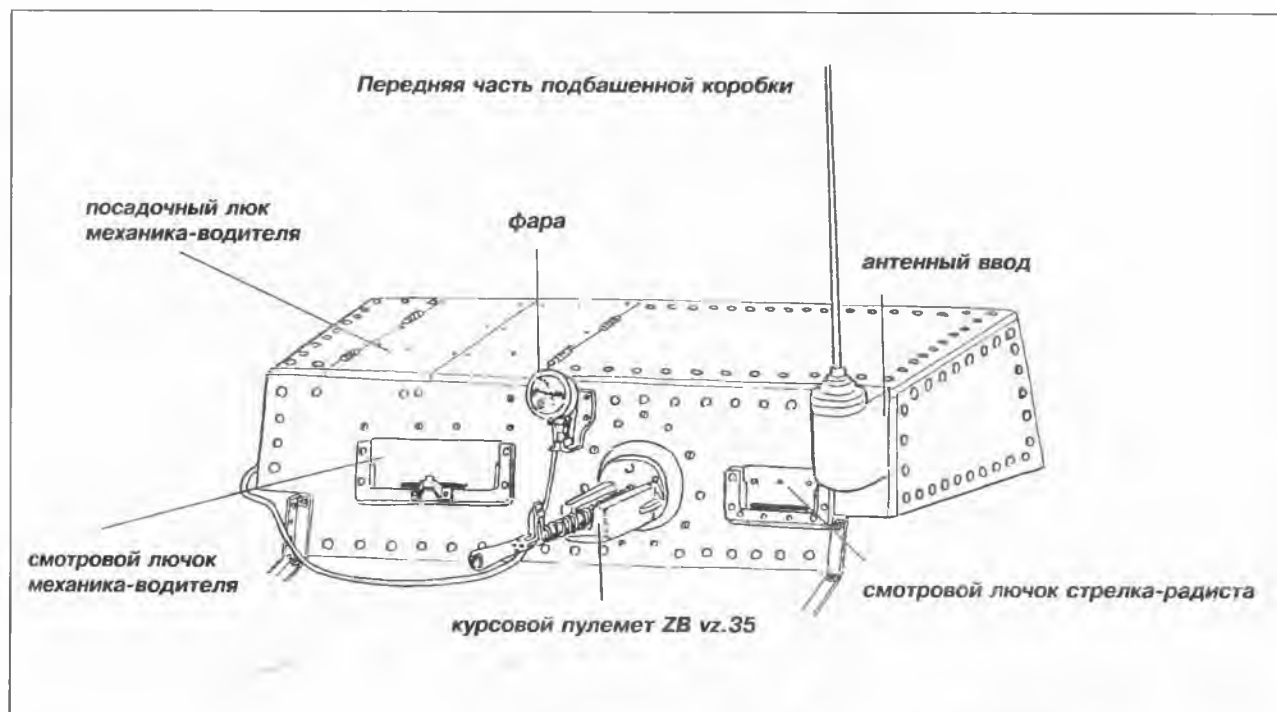 Передняя часть подбашенной коробки
посадочный люк
механика-водителя
фара
антенный ввод
смотровой лючок
механика-водителя
смотровой лючок стрелка-радиста
курсовой пулемет ZB vz.35